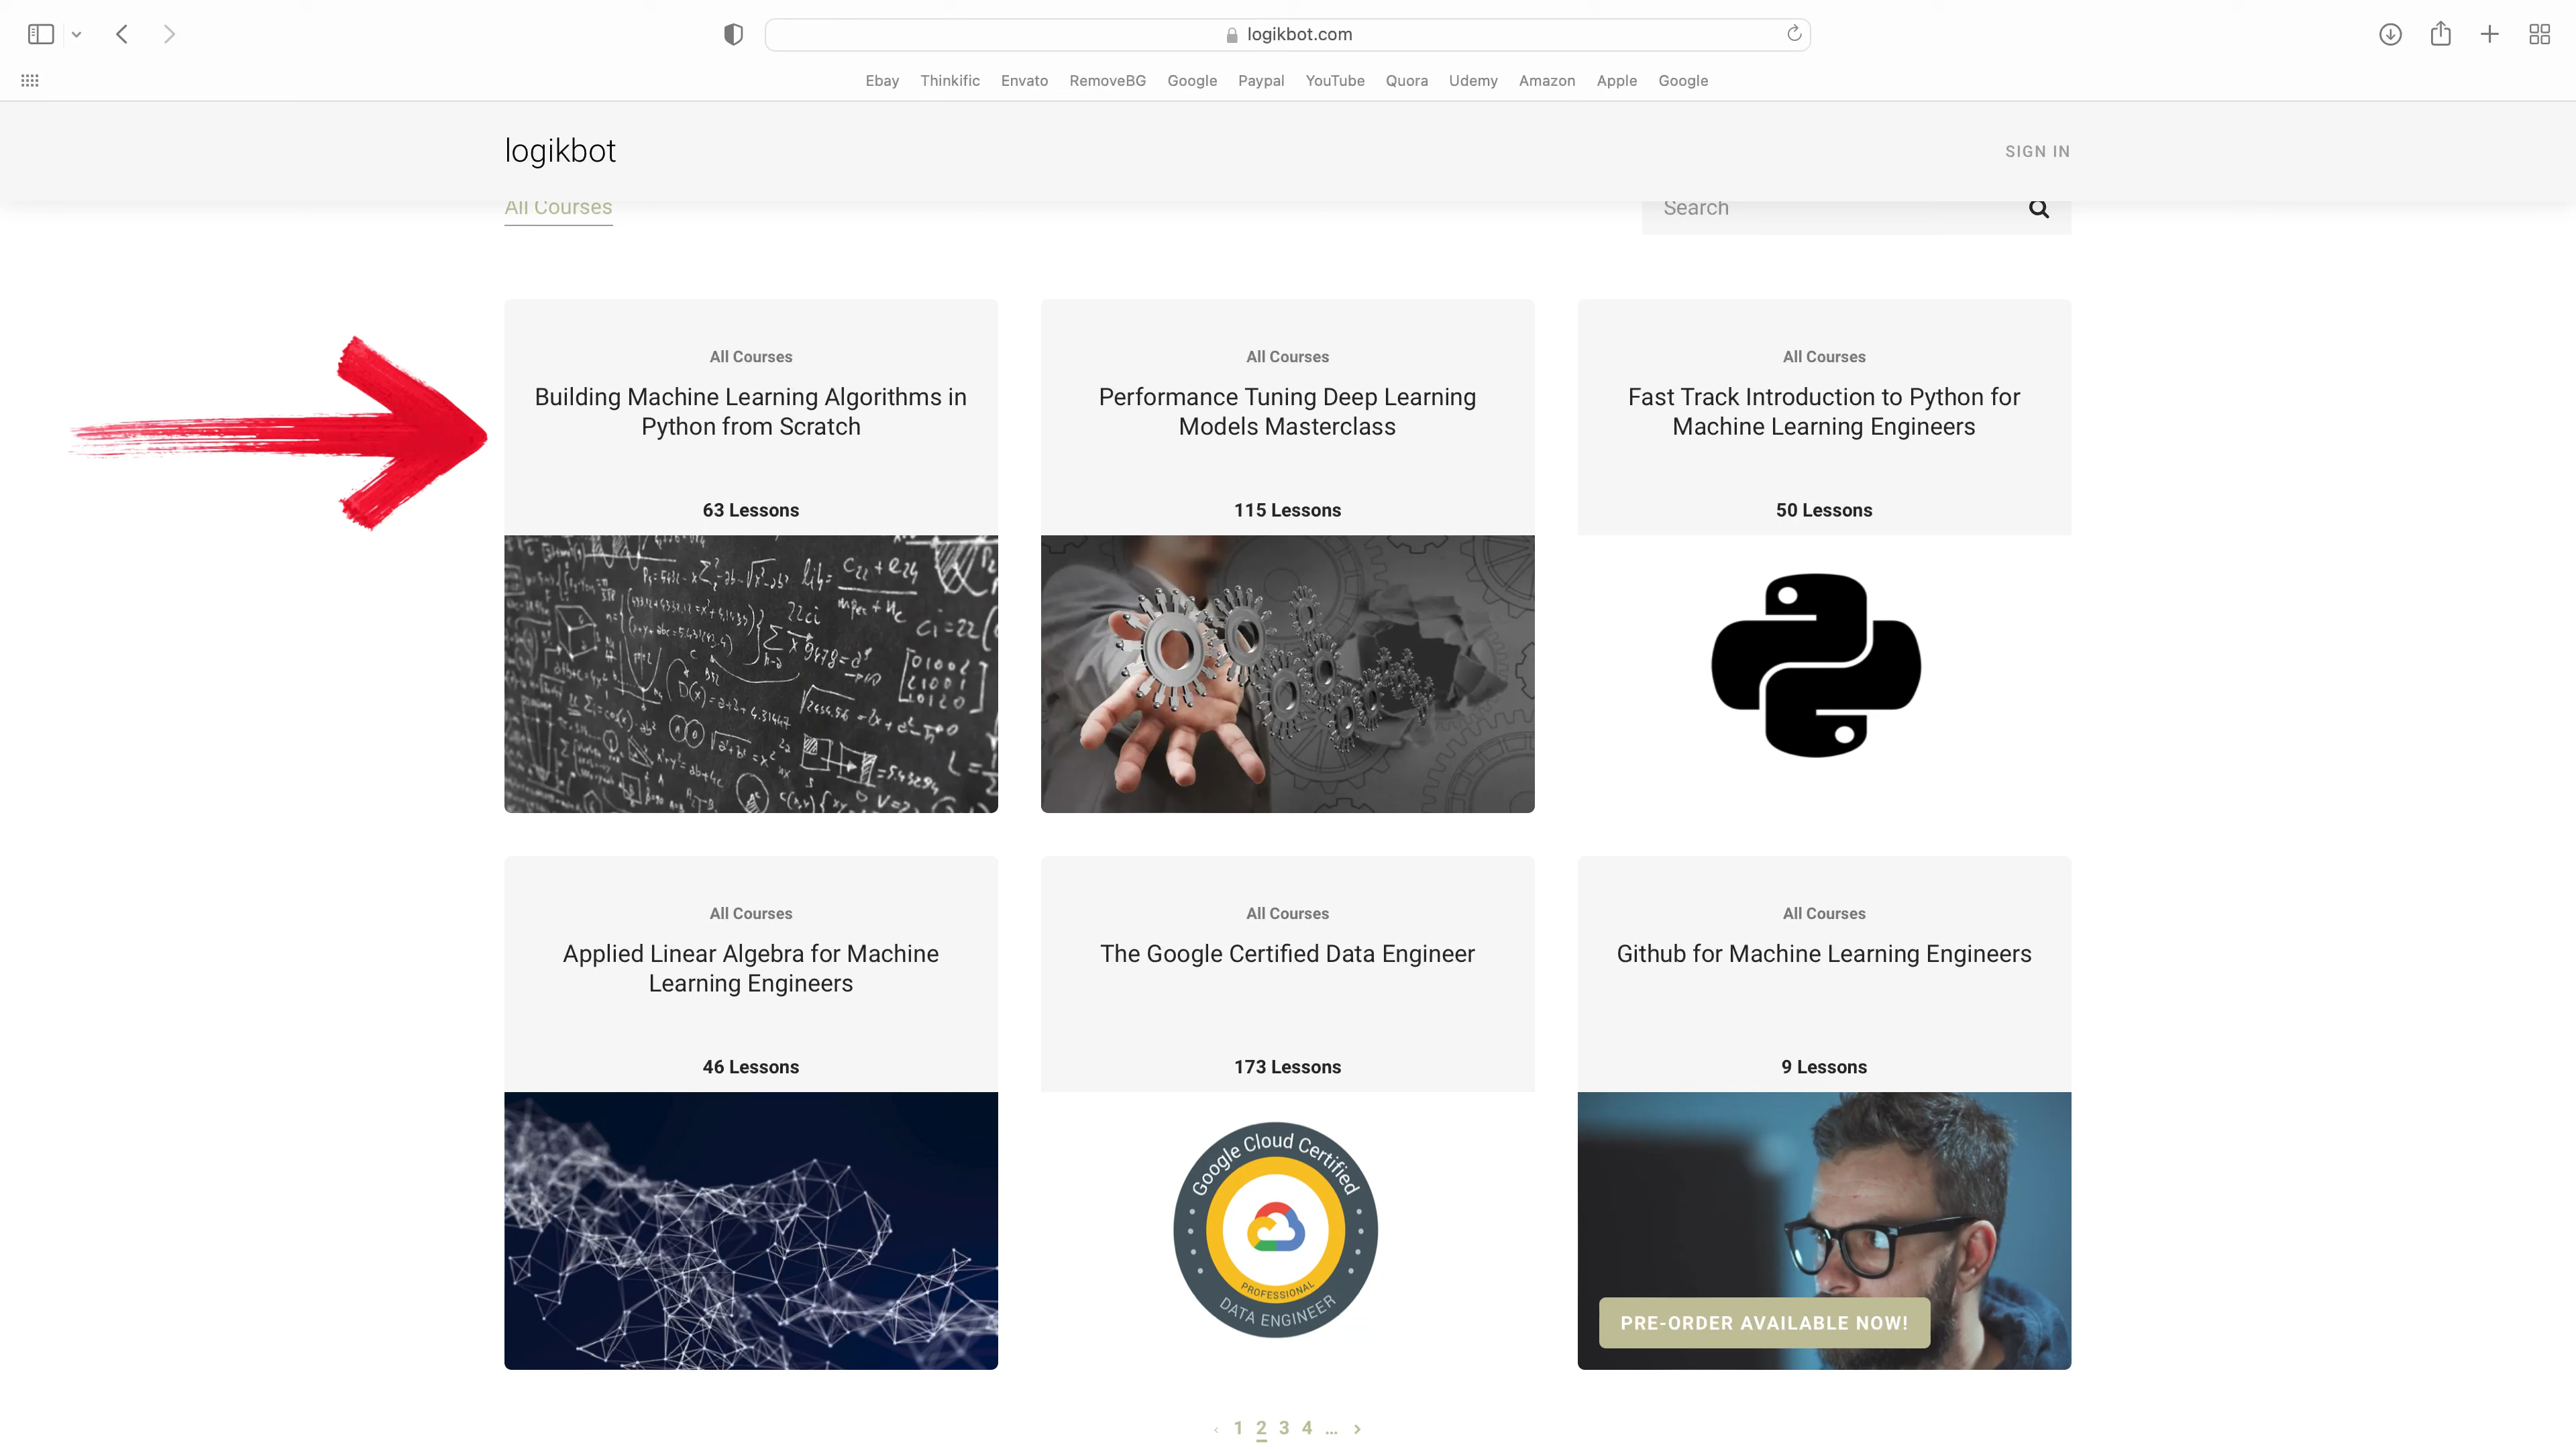 logikbot.com
Ebay Thinkific Envato RemoveBG Google Paypal YouTube Quora Udemy Amazon Apple Google
logikbot
SIGN IN
All Courses
Search
All Courses
Building Machine Learning Algorithms in
Python from Scratch
63 Lessons
All Courses
Performance Tuning Deep Learning
Models Masterclass
115 Lessons
All Courses
Fast Track Introduction to Python for
Machine Learning Engineers
50 Lessons
All Courses
Applied Linear Algebra for Machine
Learning Engineers
46 Lessons
All Courses
The Google Certified Data Engineer
173 Lessons
Google Cloud Certified
PROFESSIONAL
DATA ENGINEER
All Courses
Github for Machine Learning Engineers
9 Lessons
PRE-ORDER AVAILABLE NOW!
‹ 1 2 3 4 ... ›